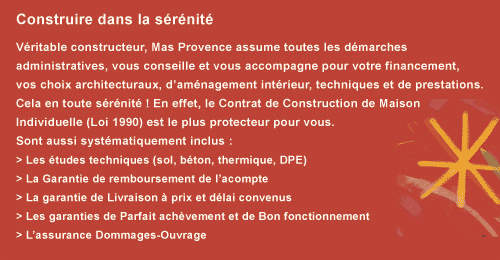 Construire dans la sérénité
Véritable constructeur, Mas Provence assume toutes les démarches
administratives, vous conseille et vous accompagne pour votre financement,
vos choix architecturaux, d'aménagement intérieur, techniques et de prestations.
Cela en toute sérénité ! En effet, le Contrat de Construction de Maison
Individuelle (Loi 1990) est le plus protecteur pour vous.
Sont aussi systématiquement inclus :
> Les études techniques (sol, béton, thermique, DPE)
> La Garantie de remboursement de l'acompte
> La garantie de Livraison à prix et délai convenus
> Les garanties de Parfait achèvement et de Bon fonctionnement
> L'assurance Dommages-Ouvrage